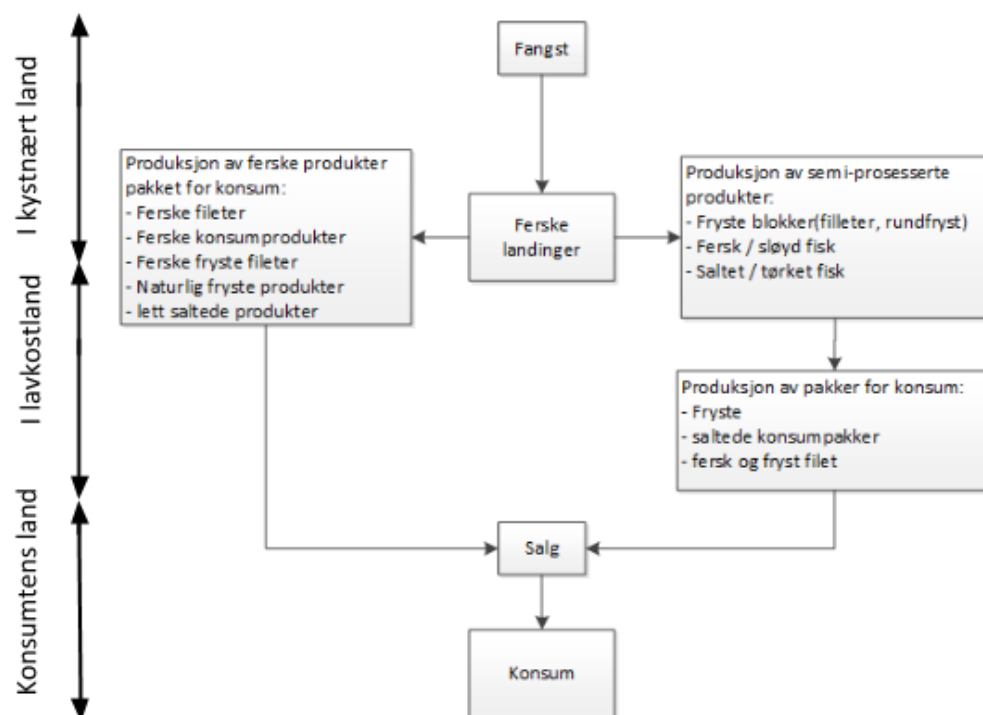 I kystnært land
I lavkostland
Konsumtens land
Fangst
Produksjon av ferske produkter
pakket for konsum:
- Ferske fileter
- Ferske konsumprodukter
- Ferske fryste fileter
- Naturlig fryste produkter
- lett saltede produkter
Ferske
landinger
Produksjon av semi-prosesserte
produkter:
- Fryste blokker(filleter, rundfryst)
- Fersk / sløyd fisk
- Saltet / tørket fisk
Produksjon av pakker for konsum:
- Fryste
- saltede konsumpakker
- fersk og fryst filet
Salg
Konsum